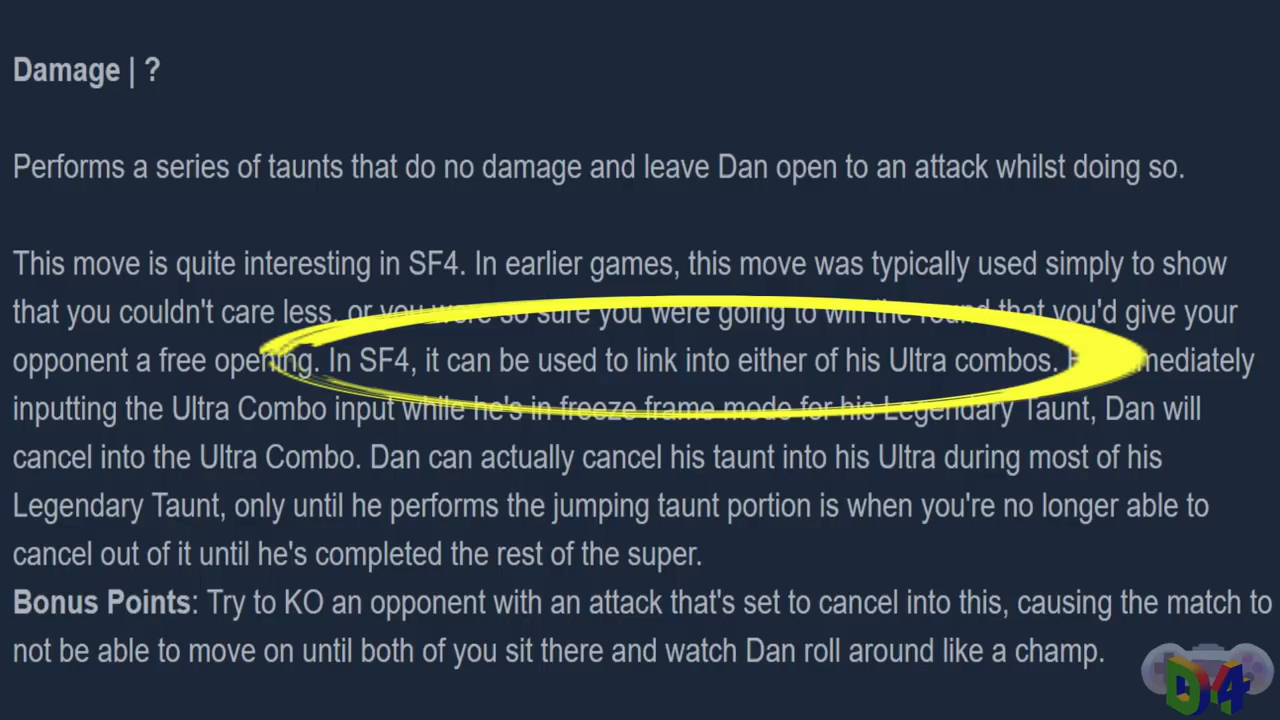 Damage | ?
Performs a series of taunts that do no damage and leave Dan open to an attack whilst doing so.
This move is quite interesting in SF4. In earlier games, this move was typically used simply to show
that you couldn't care less, or you were so sure you were going to win the round that you'd give your
opponent a free opening. In SF4, it can be used to link into either of his Ultra combos.
inputting the Ultra Combo input while he's in freeze frame mode for his Legendary Taunt, Dan will
cancel into the Ultra Combo. Dan can actually cancel his taunt into his Ultra during most of his
Legendary Taunt, only until he performs the jumping taunt portion is when you're no longer able to
cancel out of it until he's completed the rest of the super.
Bonus Points: Try to KO an opponent with an attack that's set to cancel into this, causing the match to
not be able to move on until both of you sit there and watch Dan roll around like a champ.
D4